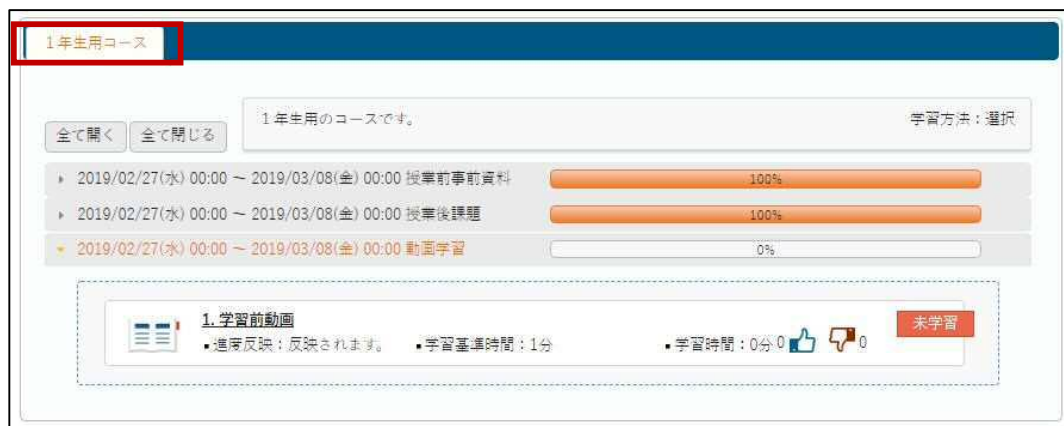 1年生用コース
1年生用のコースです。 学習方法：選択
全て開く 全て閉じる
2019/02/27(水) 00:00 ～ 2019/03/08(金) 00:00 授業前事前資料 100%
2019/02/27(水) 00:00 ～ 2019/03/08(金) 00:00 授業後課題 100%
2019/02/27(水) 00:00 ～ 2019/03/08(金) 00:00 動画学習 0%
1. 学習前動画 未学習
▪進度反映：反映されます。 ▪学習基準時間：1分 ▪学習時間：0分 0 0